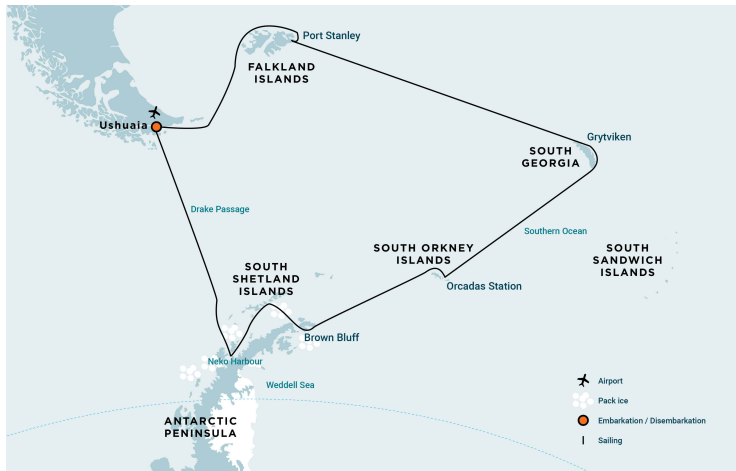 Port Stanley
FALKLAND
ISLANDS
Ushuaia
Grytviken
SOUTH
GEORGIA
Drake Passage
Southern Ocean
SOUTH ORKNEY
ISLANDS
SOUTH
SANDWICH
ISLANDS
SOUTH
SHETLAND
ISLANDS
Orcadas Station
Brown Bluff
Neko Harbour
Weddell Sea
ANTARCTIC
PENINSULA
Airport
Pack ice
Embarkation / Disembarkation
Sailing